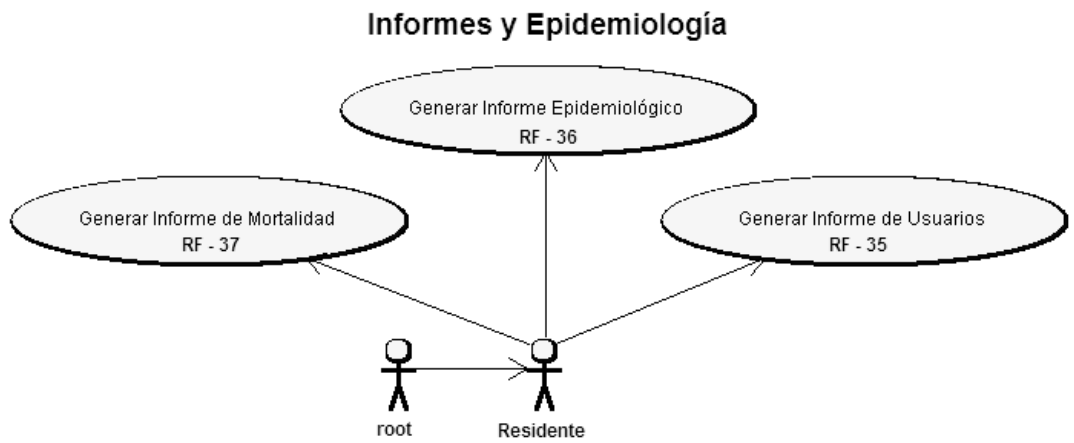 Informes y Epidemiología
Generar Informe Epidemiológico
RF - 36
Generar Informe de Mortalidad
RF - 37
Generar Informe de Usuarios
RF - 35
root
Residente